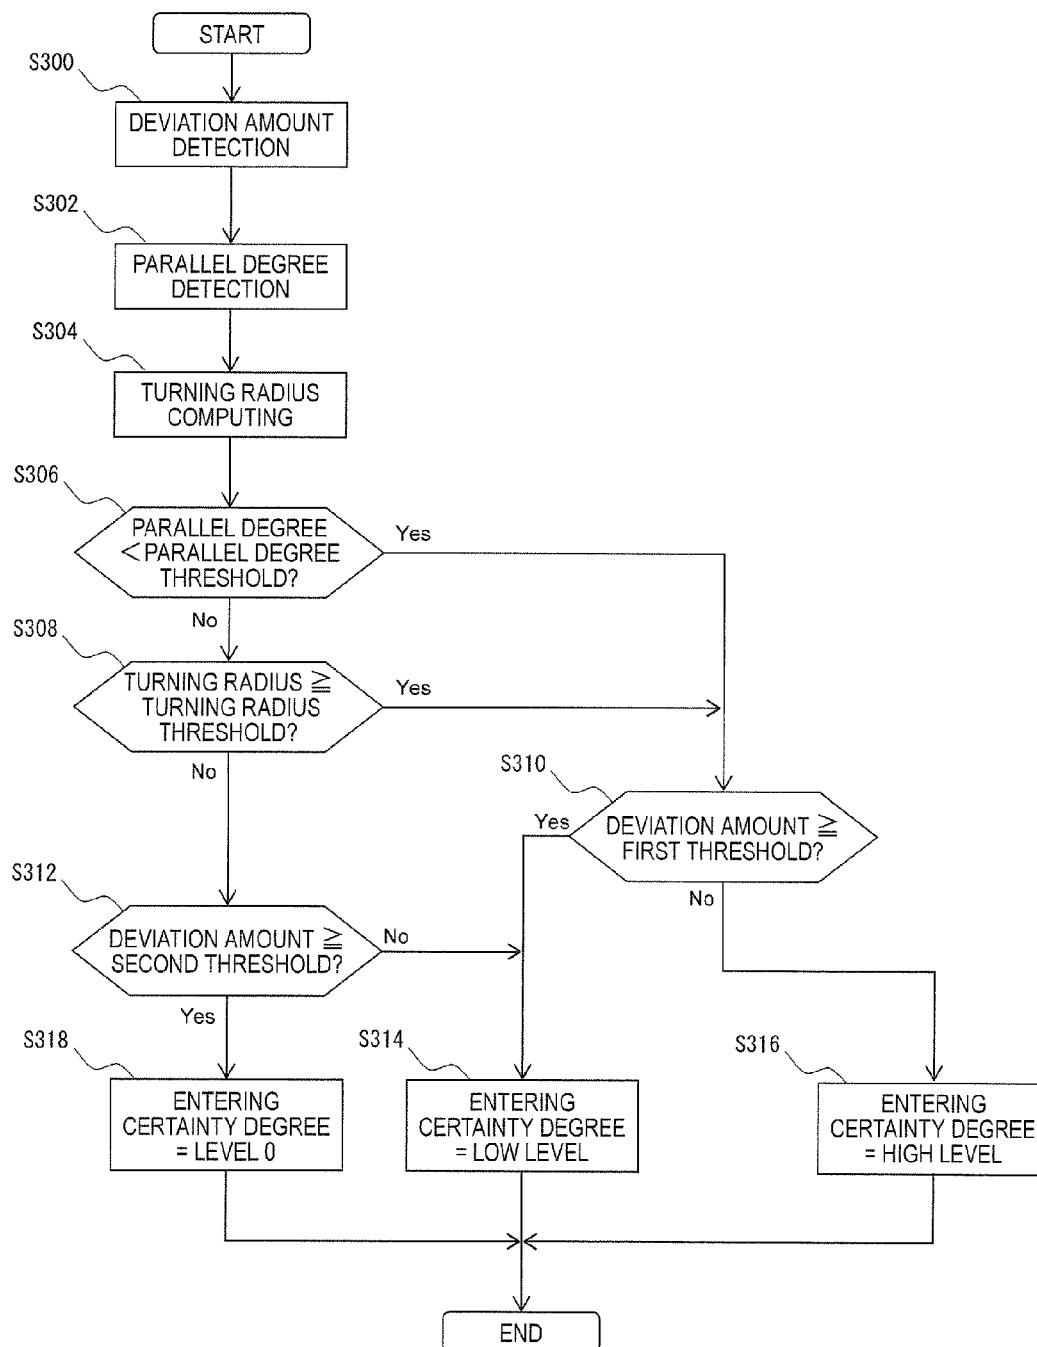 START
S300
DEVIATION AMOUNT
DETECTION
S302
PARALLEL DEGREE
DETECTION
S304
TURNING RADIUS
COMPUTING
S306
PARALLEL DEGREE
<PARALLEL DEGREE
THRESHOLD?
Yes
No
S308
TURNING RADIUS ≧
TURNING RADIUS
THRESHOLD?
Yes
No
S310
DEVIATION AMOUNT ≧
FIRST THRESHOLD?
Yes
No
S312
DEVIATION AMOUNT ≧
SECOND THRESHOLD?
No
Yes
S318
ENTERING
CERTAINTY DEGREE
= LEVEL 0
S314
ENTERING
CERTAINTY DEGREE
= LOW LEVEL
S316
ENTERING
CERTAINTY DEGREE
= HIGH LEVEL
END